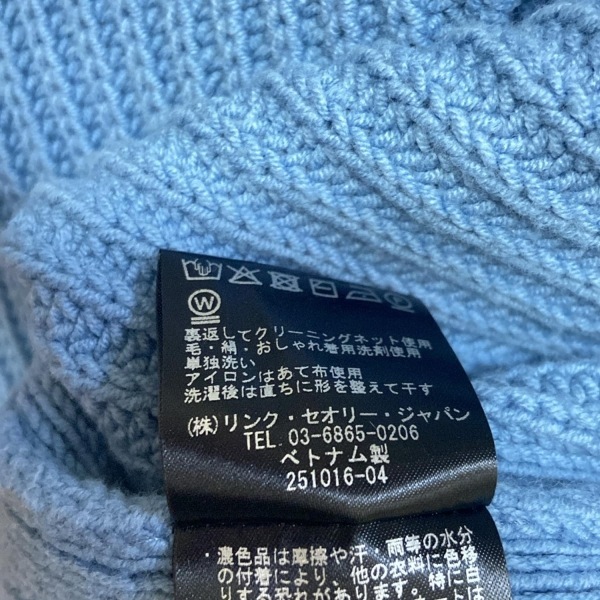 W
裏返してクリーニングネット使用
毛・絹・おしゃれ着用洗剤使用
単独洗い
アイロンはあて布使用
洗濯後は直ちに形を整えて干す
(株)リンク・セオリー・ジャパン
TEL. 03-6865-0206
ベトナム製
251016-04
・濃色品は摩擦や汗・雨等の水分
の付着により、他の衣料に色移
りする恐れがあります。特に白